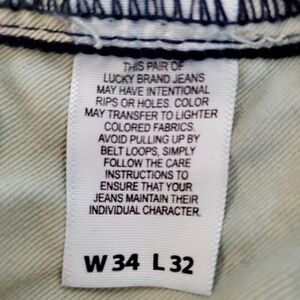 THIS PAIR OF
LUCKY BRAND JEANS
MAY HAVE INTENTIONAL
RIPS OR HOLES. COLOR
MAY TRANSFER TO LIGHTER
COLORED FABRICS.
AVOID PULLING UP BY
BELT LOOPS, SIMPLY
FOLLOW THE CARE
INSTRUCTIONS TO
ENSURE THAT YOUR
JEANS MAINTAIN THEIR
INDIVIDUAL CHARACTER.
W 34 L 32